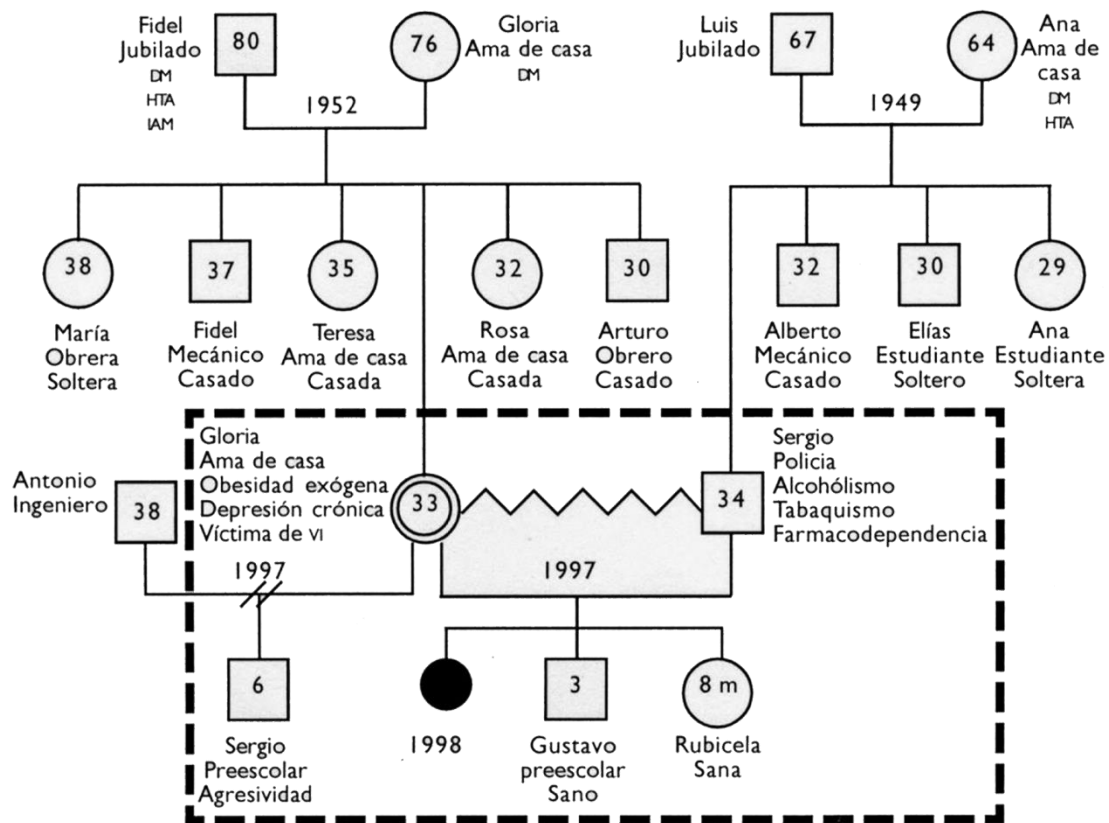 Fidel
Jubilado
DM
HTA
IAM
80
76
Gloria
Ama de casa
DM
1952
Luis
Jubilado
67
64
Ana
Ama de
casa
DM
HTA
1949
38
María
Obrera
Soltera
37
Fidel
Mecánico
Casado
35
Teresa
Ama de casa
Casada
32
Rosa
Ama de casa
Casada
30
Arturo
Obrero
Casado
32
Alberto
Mecánico
Casado
30
Elías
Estudiante
Soltero
29
Ana
Estudiante
Soltera
Antonio
Ingeniero
38
Gloria
Ama de casa
Obesidad exógena
Depresión crónica
Víctima de VI
33
34
Sergio
Policia
Alcohólismo
Tabaquismo
Farmacodependencia
1997
1997
6
Sergio
Preescolar
Agresividad
1998
3
Gustavo
preescolar
Sano
8 m
Rubicela
Sana